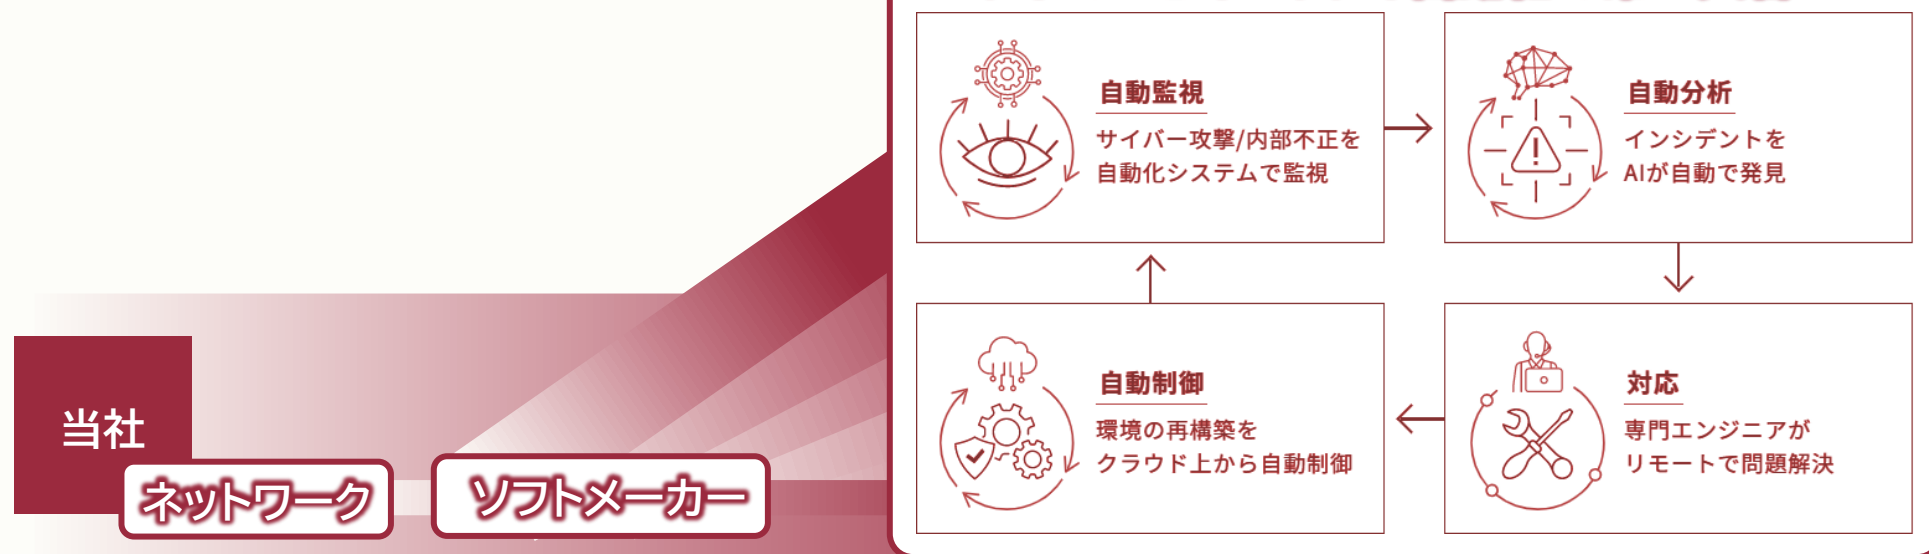 自動監視
サイバー攻撃/内部不正を
自動化システムで監視
自動分析
インシデントを
AIが自動で発見
自動制御
環境の再構築を
クラウド上から自動制御
対応
専門エンジニアが
リモートで問題解決
当社
ネットワーク
ソフトメーカー